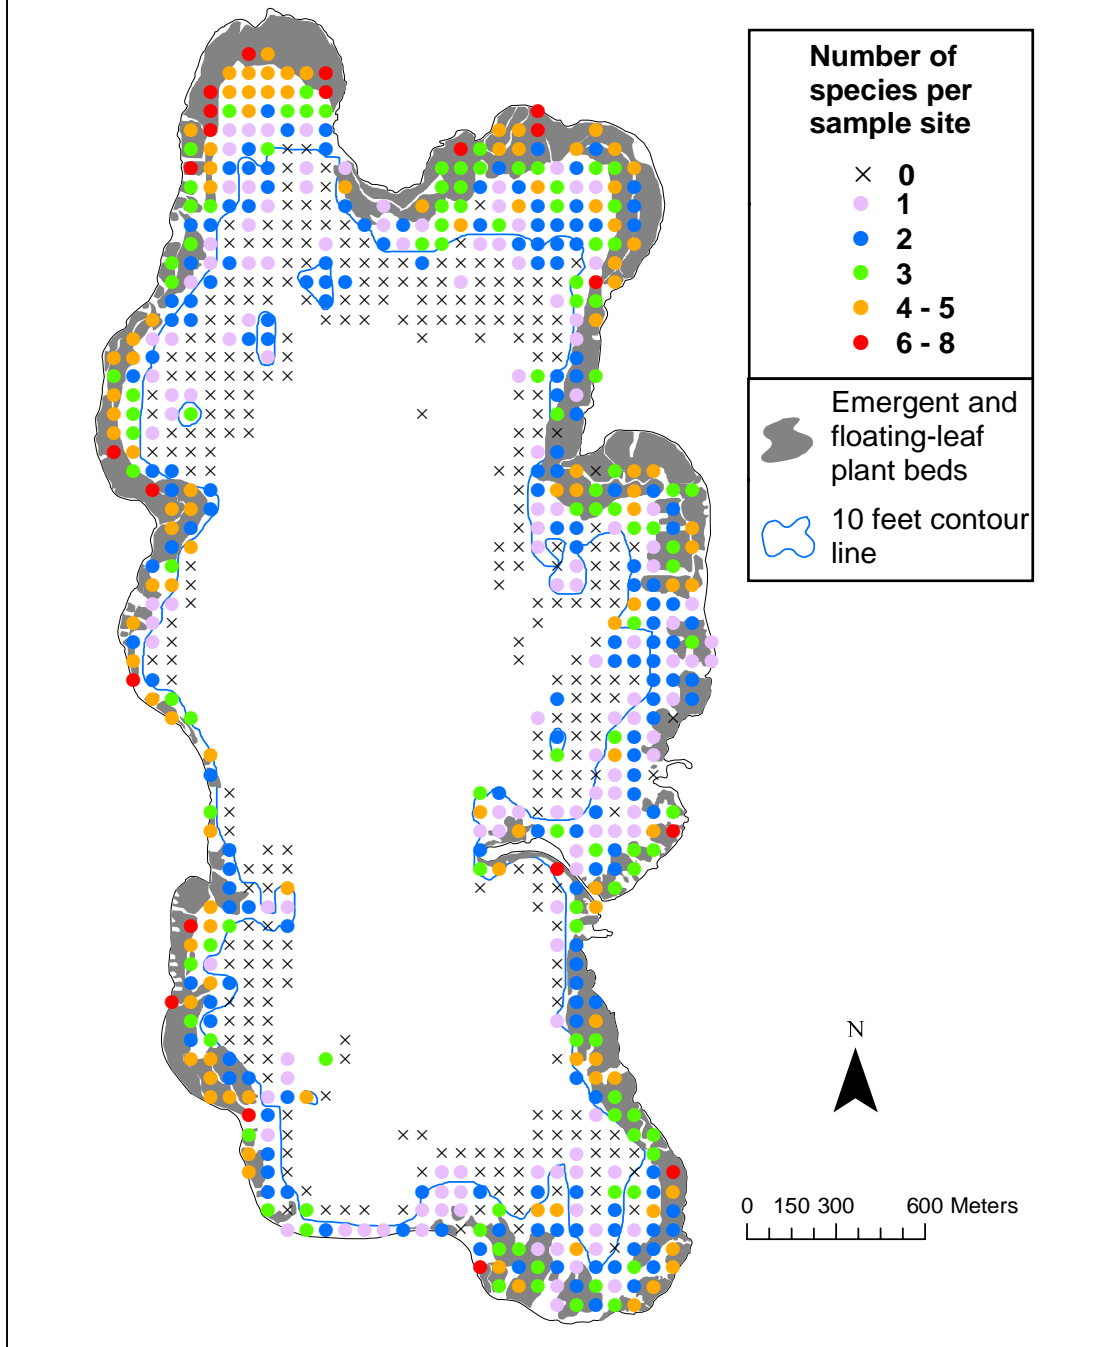 Number of
species per
sample site
0
1
2
3
4 - 5
6 - 8
Emergent and
floating-leaf
plant beds
10 feet contour
line
N
0 150 300 600 Meters